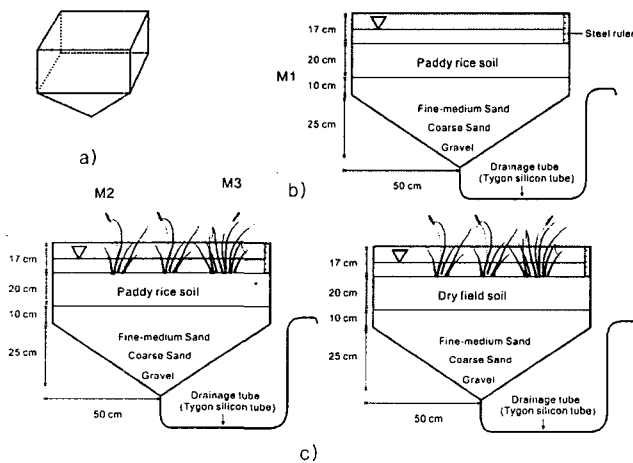 a)
M1
17 cm
20 cm
10 cm
25 cm
Steel ruler
Paddy rice soil
Fine-medium Sand
Coarse Sand
Gravel
Drainage tube
(Tygon silicon tube)
50 cm
b)
M2
M3
17 cm
20 cm
10 cm
25 cm
Paddy rice soil
Fine-medium Sand
Coarse Sand
Gravel
Drainage tube
(Tygon silicon tube)
50 cm
17 cm
20 cm
10 cm
25 cm
Dry field soil
Fine-medium Sand
Coarse Sand
Gravel
Drainage tube
(Tygon silicon tube)
50 cm
c)